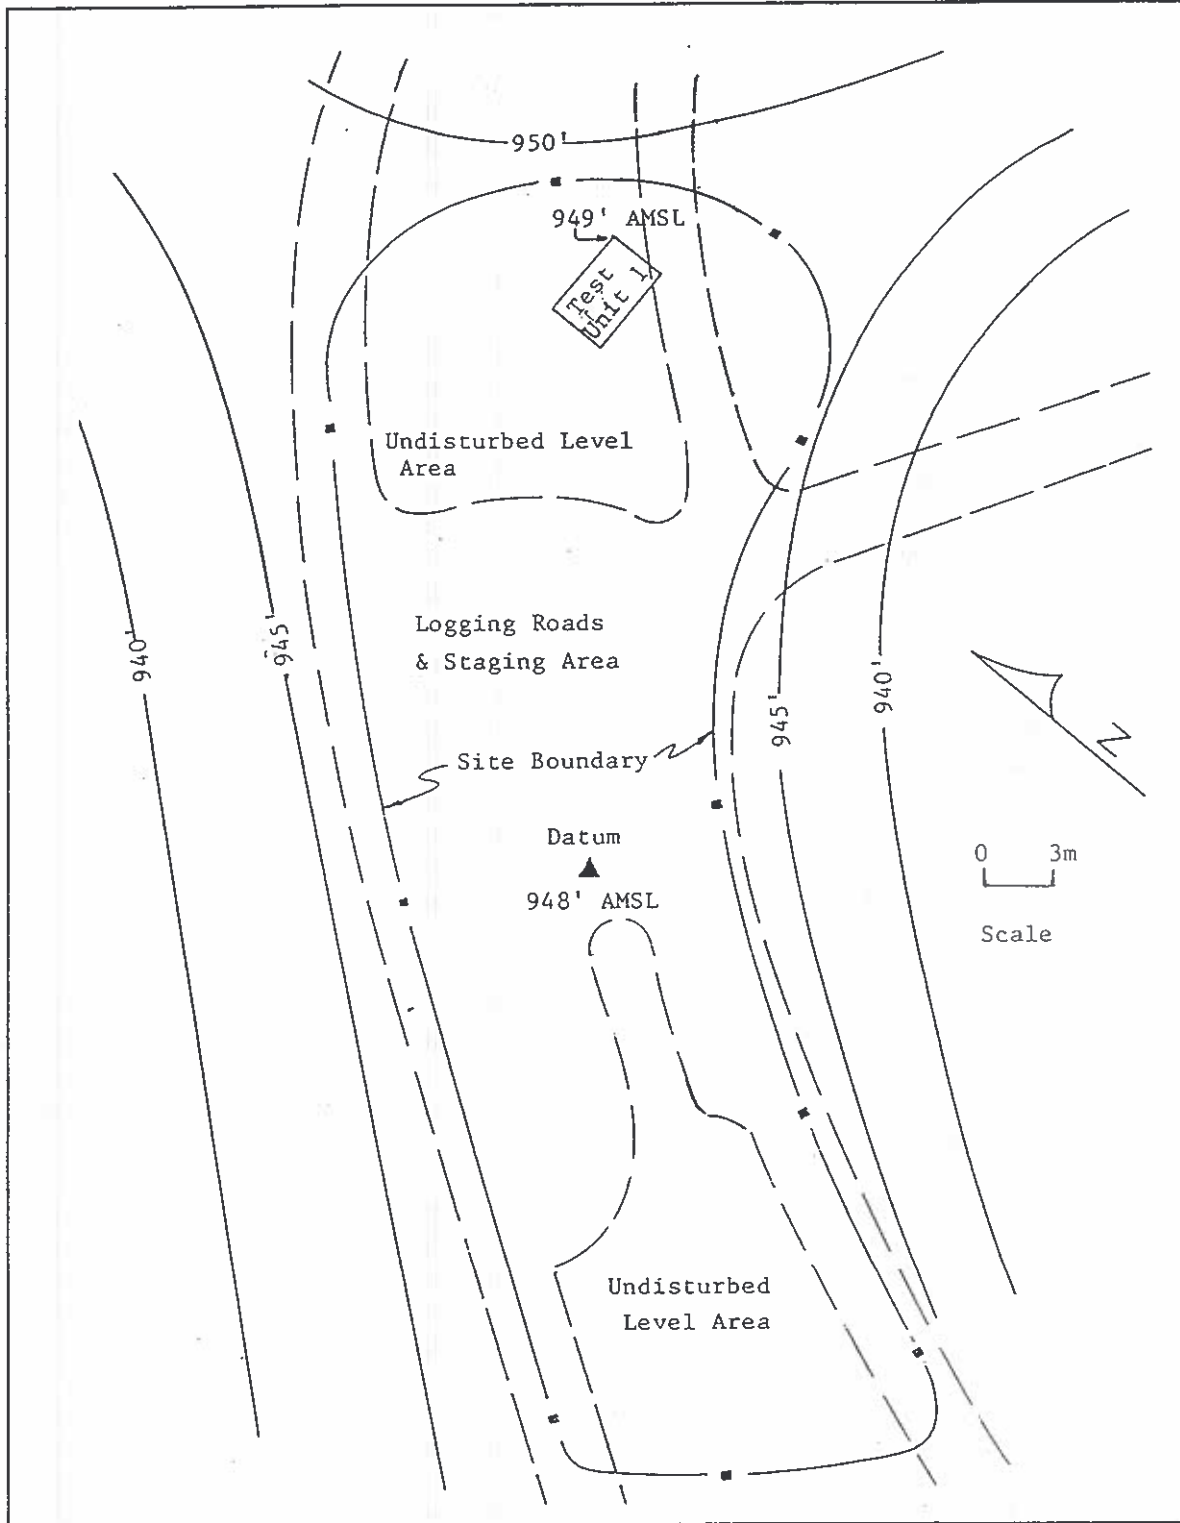 950'
949' AMSL
Test
Unit 1
Undisturbed Level
Area
Logging Roads
& Staging Area
940'
945'
945'
940'
N
Site Boundary
Datum
948' AMSL
0 3m
Scale
Undisturbed
Level Area